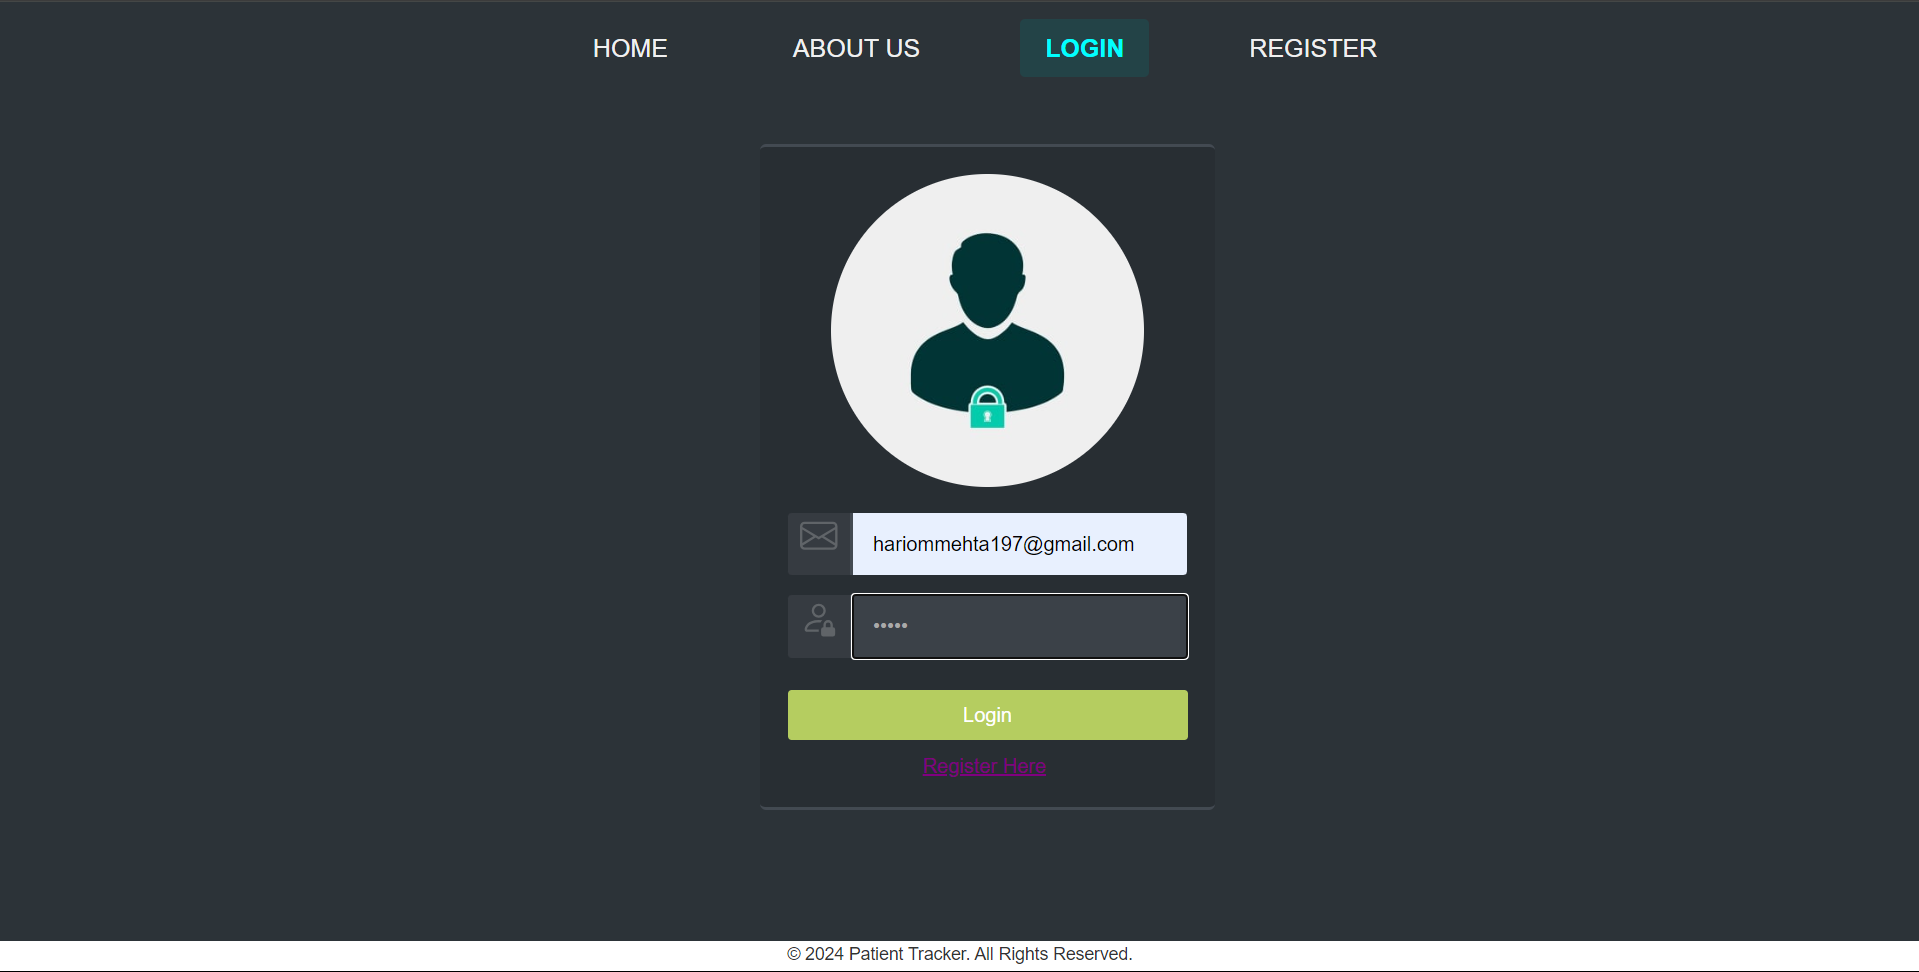 HOME ABOUT US LOGIN REGISTER
hariommehta197@gmail.com
•••••
Login
Register Here
© 2024 Patient Tracker. All Rights Reserved.